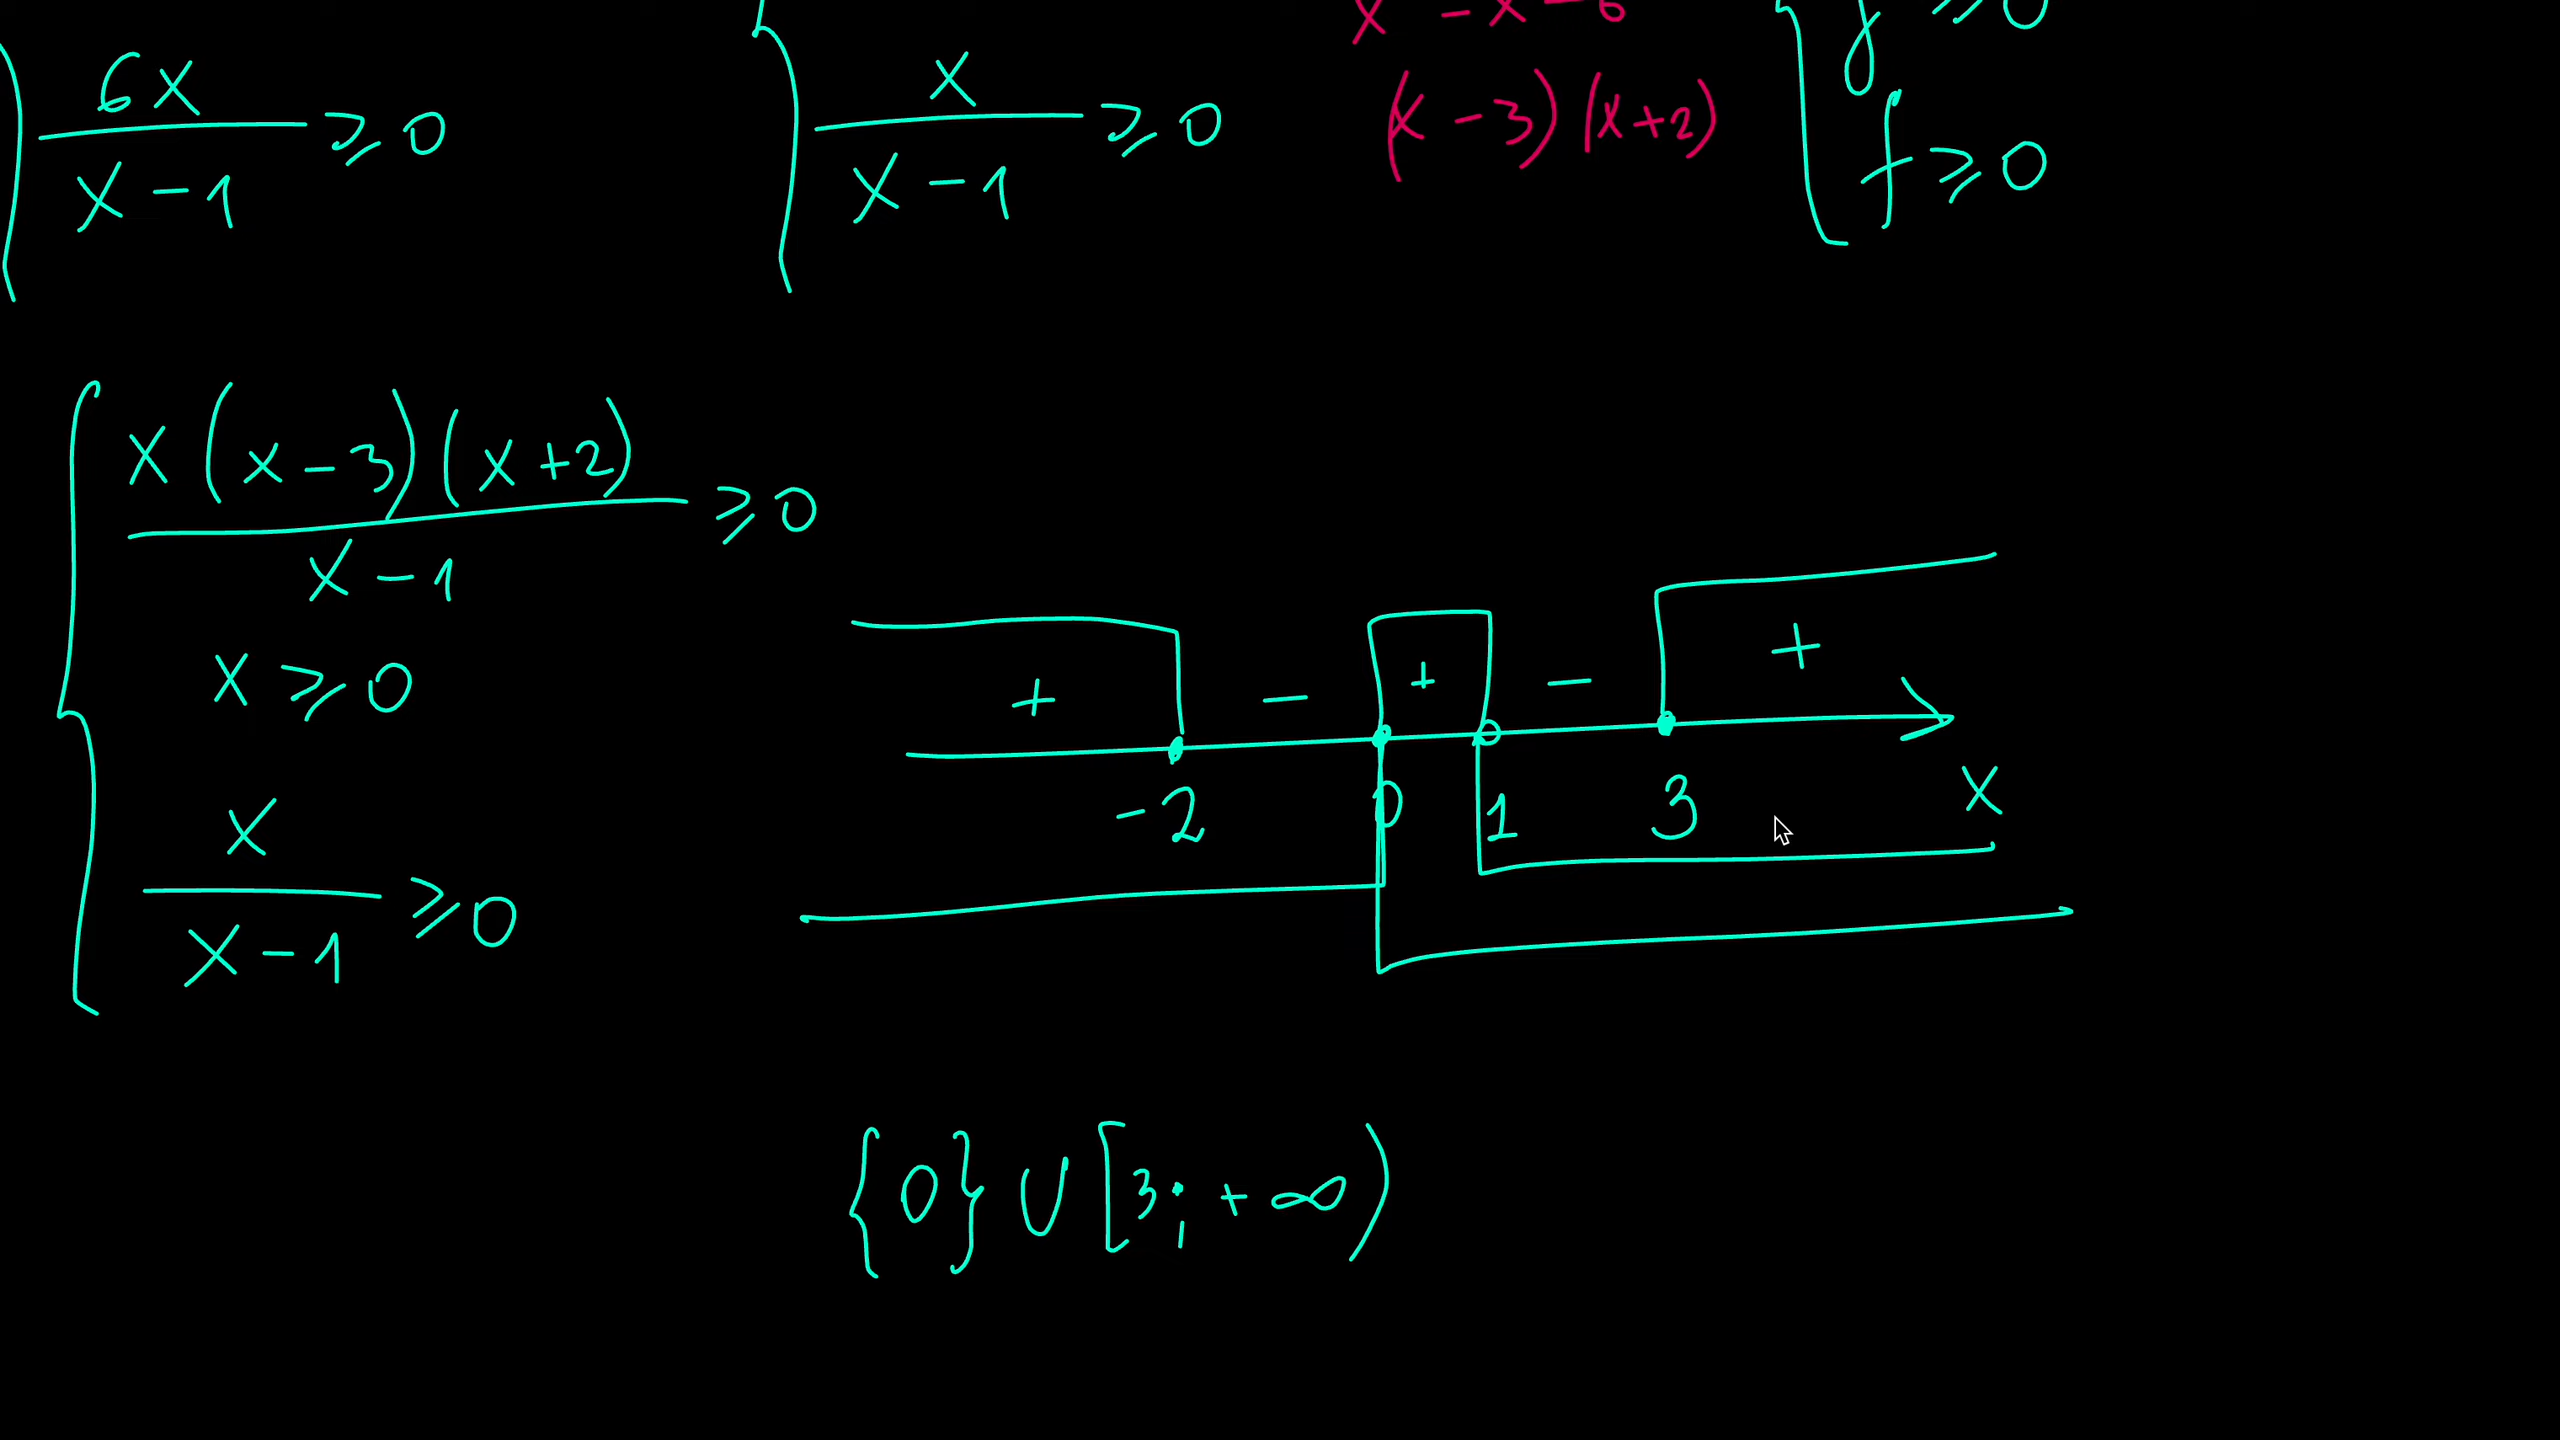 6x
x - 1 ⩾ 0
x
x - 1 ⩾ 0
(x - 3)(x + 2)
⩾ 0
f ⩾ 0
x(x - 3)(x + 2)
x - 1 ⩾ 0
x ⩾ 0
x
x - 1 ⩾ 0
+ - + - +
-2 0 1 3 x
{0} ∪ [3; +∞)